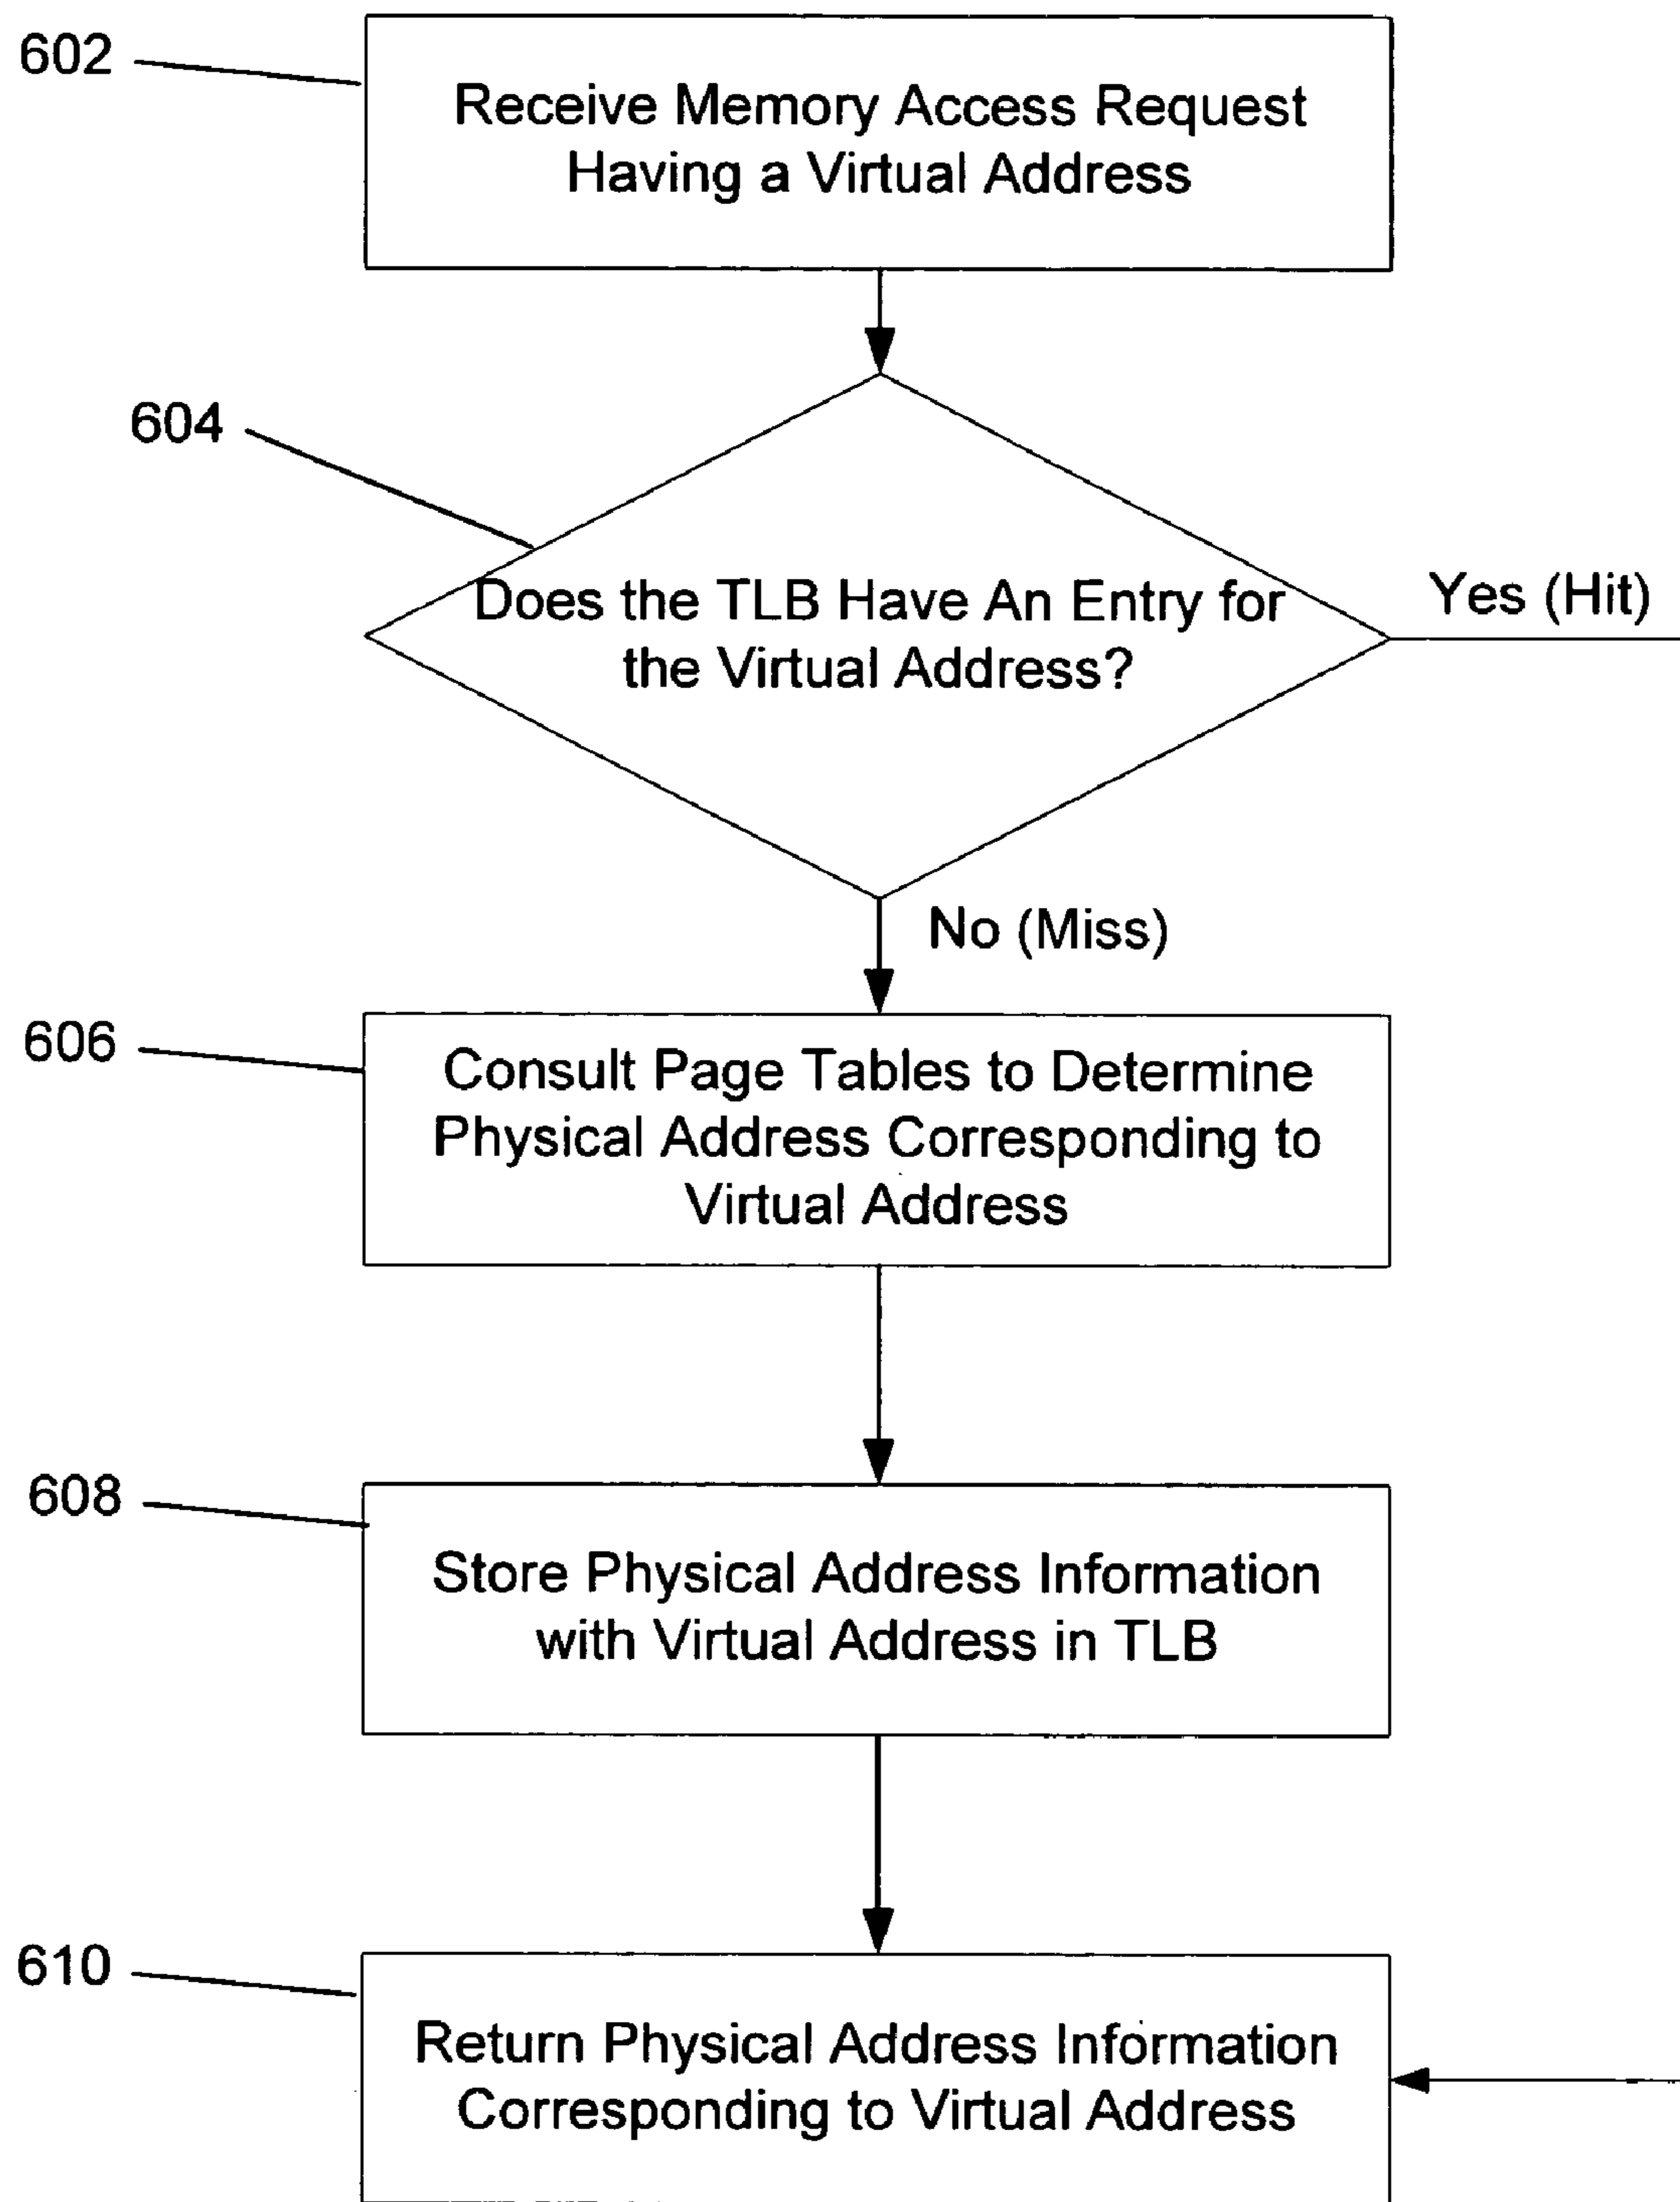 602
Receive Memory Access Request
Having a Virtual Address
604
Does the TLB Have An Entry for
the Virtual Address?
Yes (Hit)
No (Miss)
606
Consult Page Tables to Determine
Physical Address Corresponding to
Virtual Address
608
Store Physical Address Information
with Virtual Address in TLB
610
Return Physical Address Information
Corresponding to Virtual Address